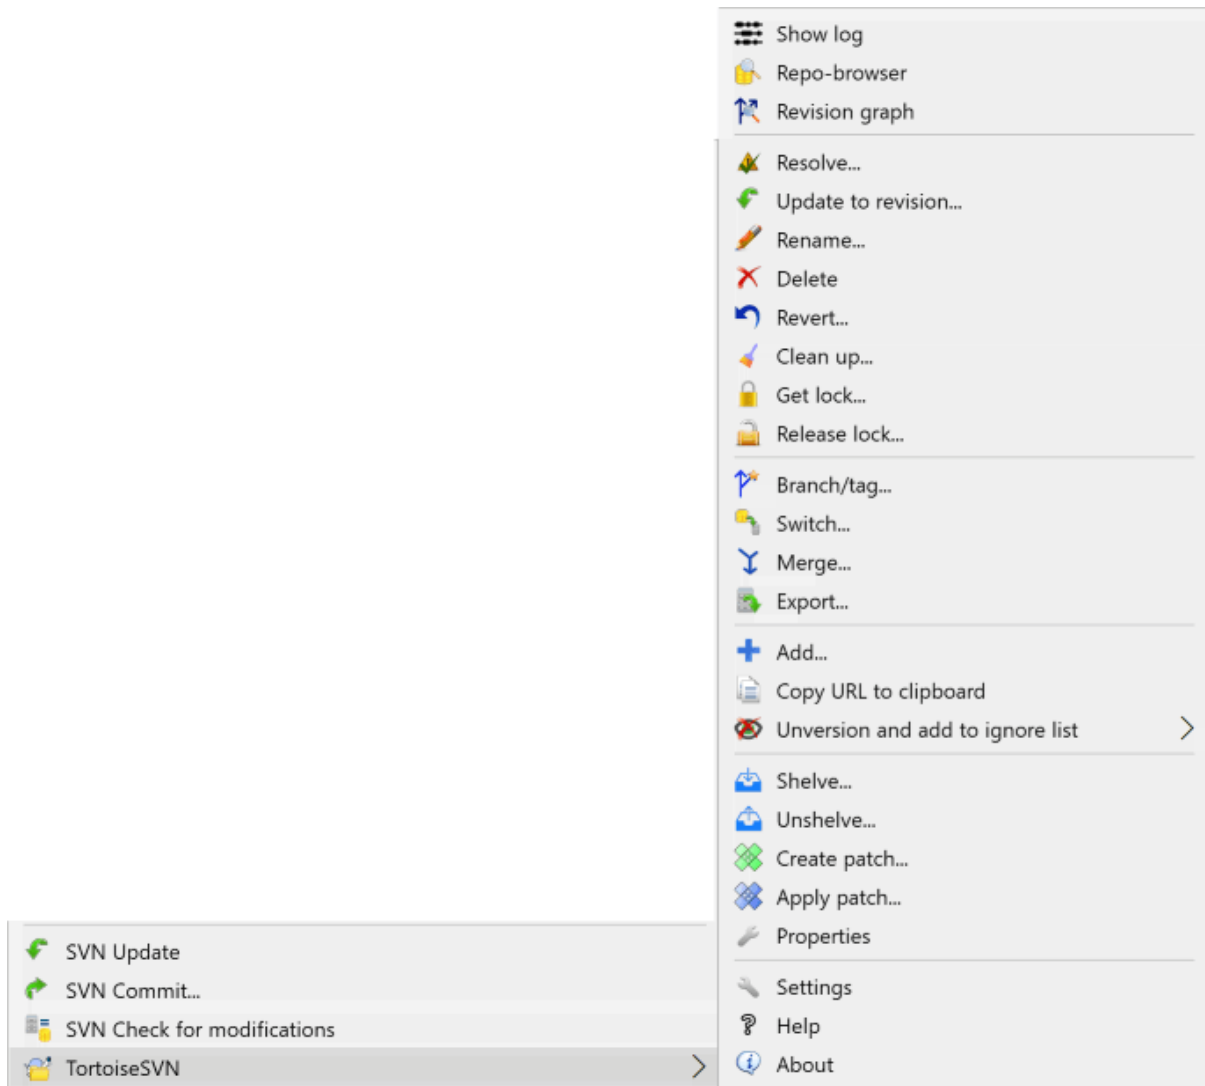 Show log
Repo-browser
Revision graph
Resolve...
Update to revision...
Rename...
Delete
Revert...
Clean up...
Get lock...
Release lock...
Branch/tag...
Switch...
Merge...
Export...
Add...
Copy URL to clipboard
Unversion and add to ignore list
Shelve...
Unshelve...
Create patch...
Apply patch...
Properties
Settings
Help
About
SVN Update
SVN Commit...
SVN Check for modifications
TortoiseSVN